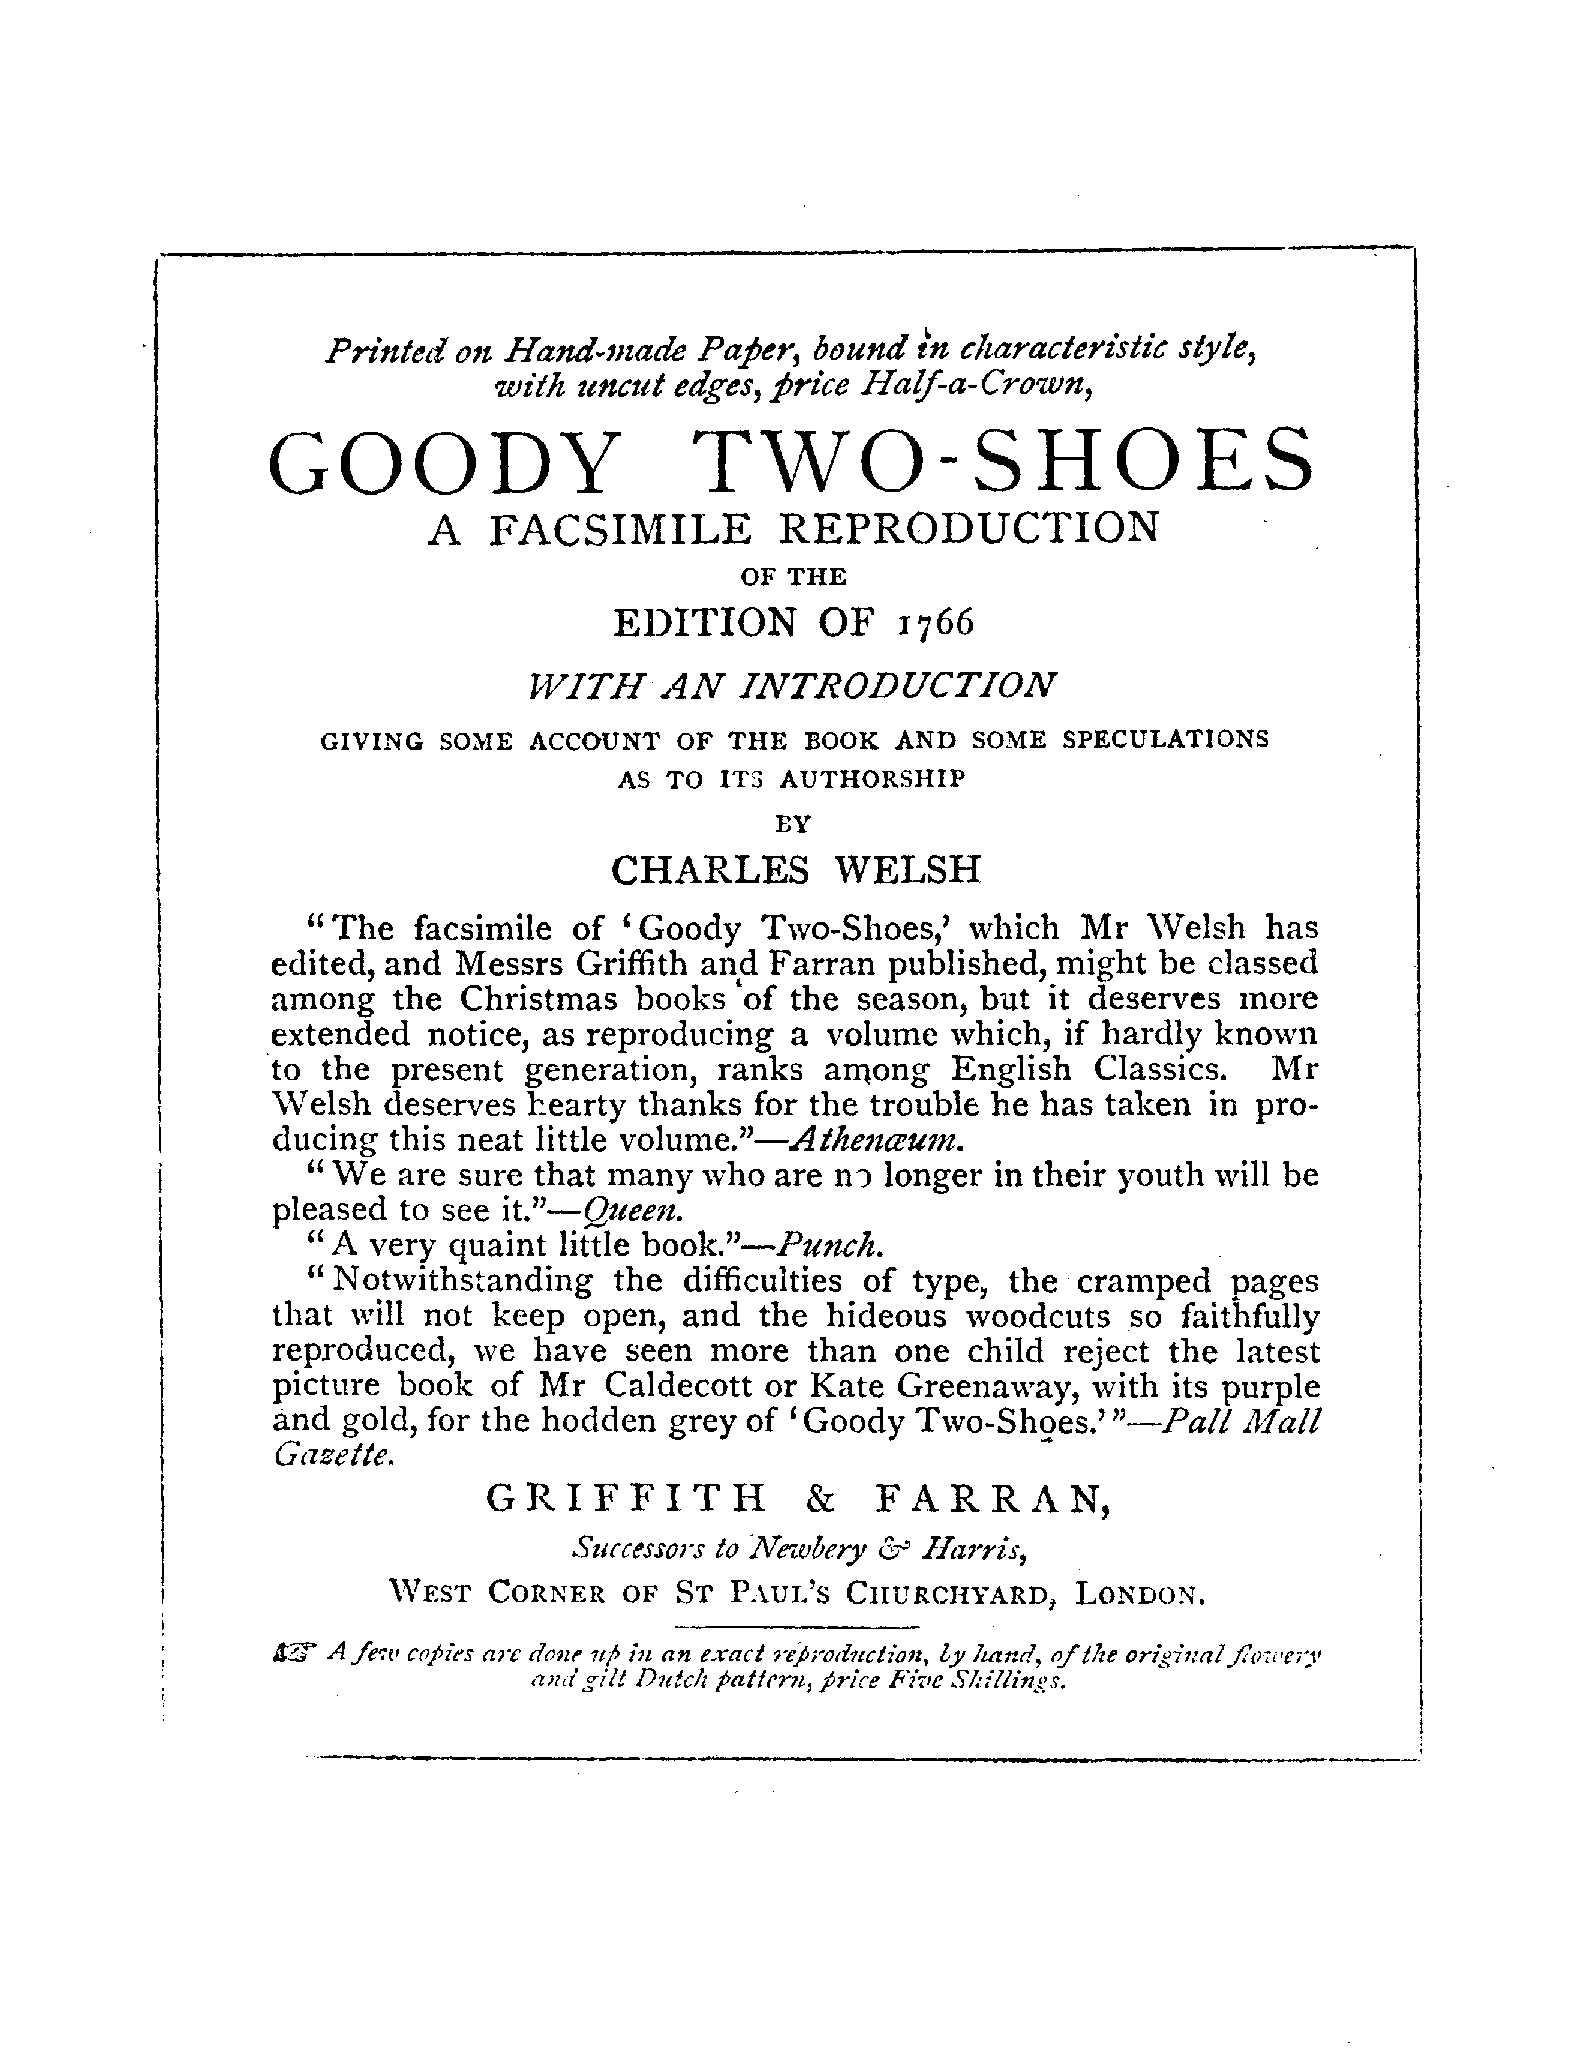 Printed on Hand-made Paper, bound in characteristic style,
with uncut edges, price Half-a-Crown,
GOODY TWO-SHOES
A FACSIMILE REPRODUCTION
OF THE
EDITION OF 1766
WITH AN INTRODUCTION
GIVING SOME ACCOUNT OF THE BOOK AND SOME SPECULATIONS
AS TO ITS AUTHORSHIP
BY
CHARLES WELSH
“The facsimile of ‘Goody Two-Shoes,’ which Mr Welsh has
edited, and Messrs Griffith and Farran published, might be classed
among the Christmas books of the season, but it deserves more
extended notice, as reproducing a volume which, if hardly known
to the present generation, ranks among English Classics. Mr
Welsh deserves hearty thanks for the trouble he has taken in pro-
ducing this neat little volume.”—Athenæum.
“We are sure that many who are no longer in their youth will be
pleased to see it.”—Queen.
“A very quaint little book.”—Punch.
“Notwithstanding the difficulties of type, the cramped pages
that will not keep open, and the hideous woodcuts so faithfully
reproduced, we have seen more than one child reject the latest
picture book of Mr Caldecott or Kate Greenaway, with its purple
and gold, for the hodden grey of ‘Goody Two-Shoes.’”—Pall Mall
Gazette.
GRIFFITH & FARRAN,
Successors to Newbery & Harris,
WEST CORNER OF ST PAUL’S CHURCHYARD, LONDON.
☞ A few copies are done up in an exact reproduction, by hand, of the original flowery
and gilt Dutch pattern, price Five Shillings.